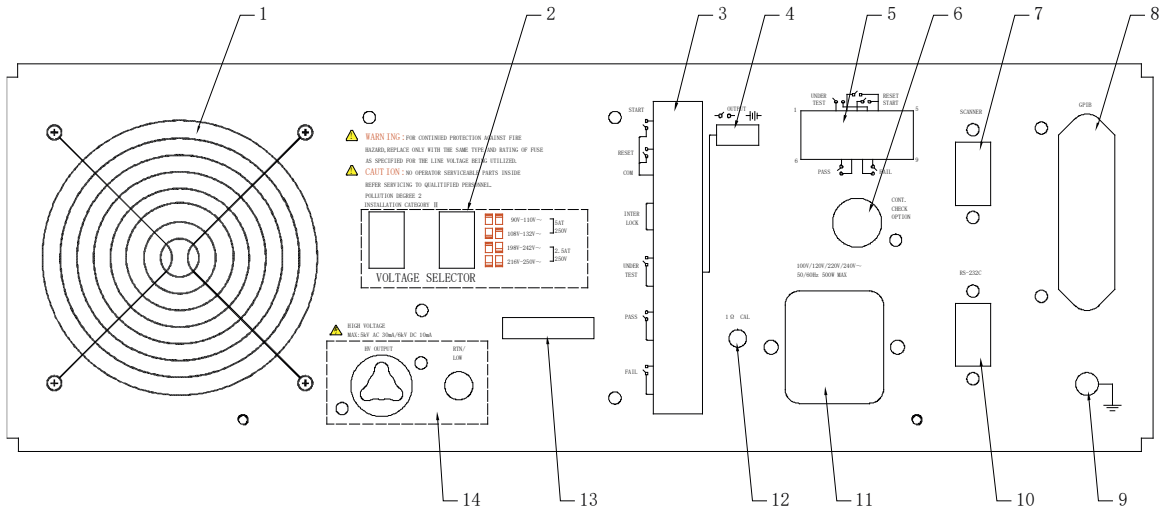 1
2
3
4
5
6
7
8
WARNING:FOR CONTINUED PROTECTION AGAINST FIRE
HAZARD,REPLACE ONLY WITH THE SAME TYPE AND RATING OF FUSE
AS SPECIFIED FOR THE LINE VOLTAGE BEING UTILIZED.
CAUTION:NO OPERATOR SERVICEABLE PARTS INSIDE
REFER SERVICING TO QUALITIFIED PERSONNEL.
POLLUTION DEGREE 2
INSTALLATION CATEGORY Ⅱ
90V-110V~
108V-132V~
5AT
250V
198V-242V~
216V-250V~
2.5AT
250V
VOLTAGE SELECTOR
HIGH VOLTAGE
MAX:5kV AC 30mA/6kV DC 10mA
HV OUTPUT
RTN/
LOW
START
RESET
COM
INTER
LOCK
UNDER
TEST
PASS
FAIL
OUTPUT
UNDER
TEST
RESET
START
1
5
6
9
PASS
FAIL
CONT.
CHECK
OPTION
100V/120V/220V/240V~
50/60Hz 500W MAX
1Ω CAL
SCANNER
RS-232C
GPIB
14
13
12
11
10
9